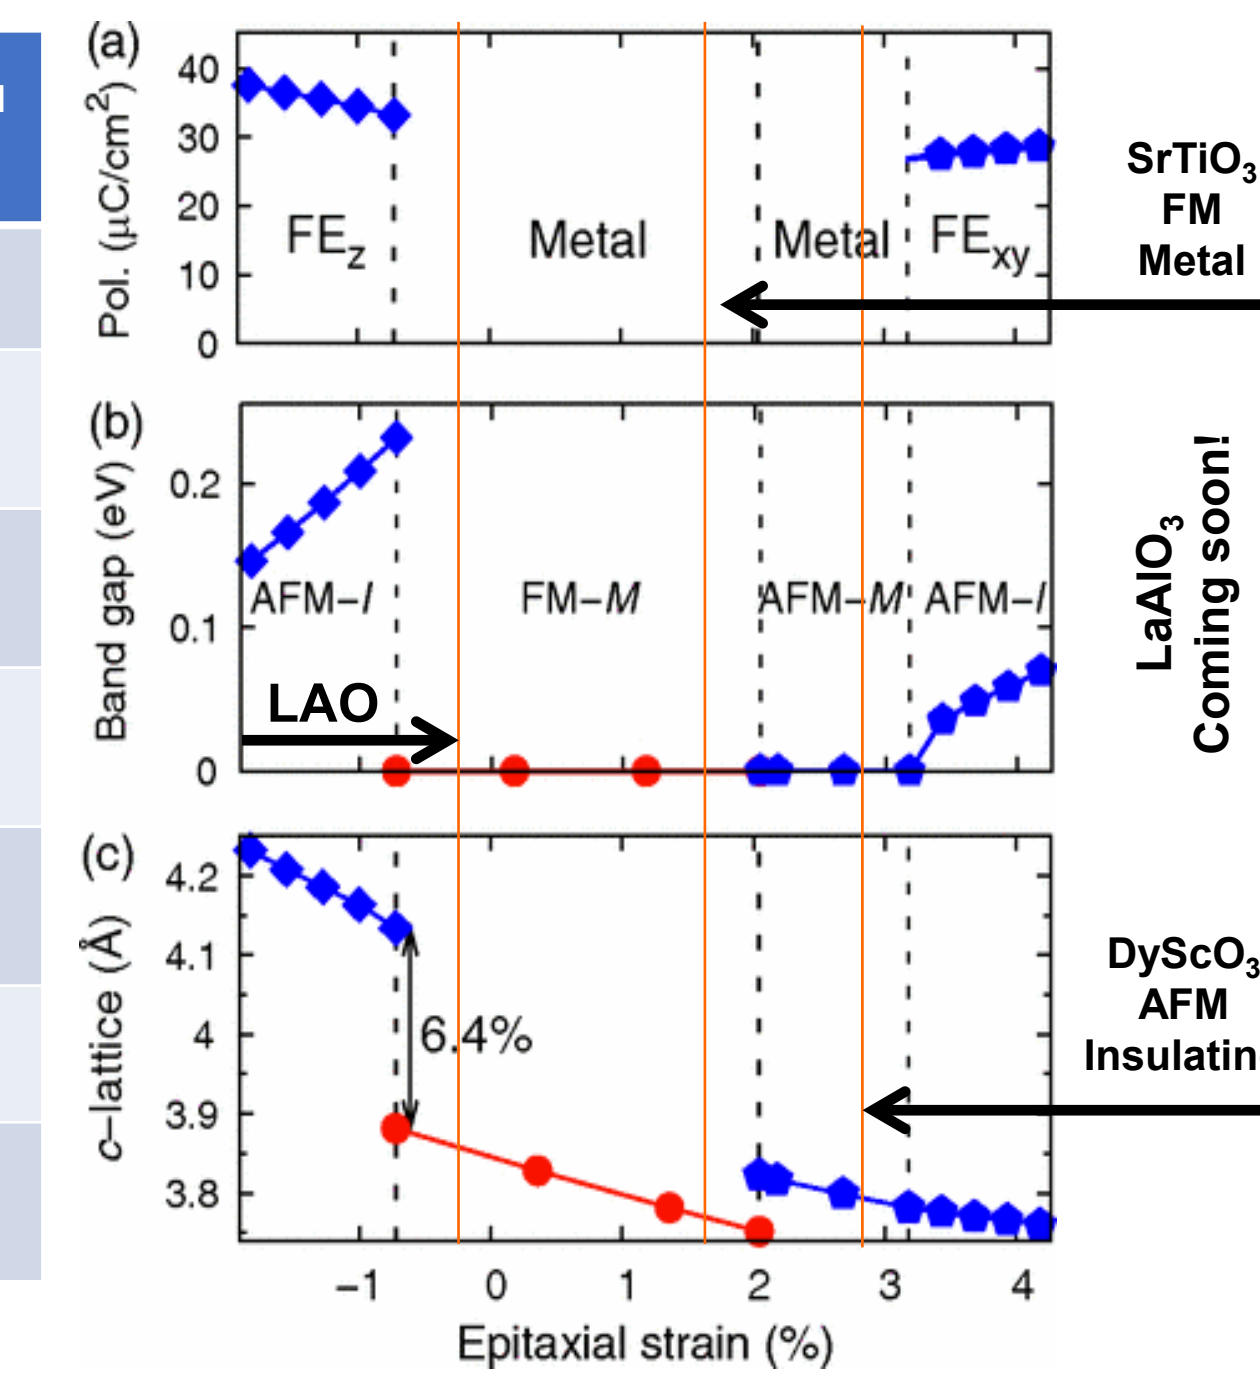 (a)
Pol. (μC/cm²)
40
30
20
10
0
FEz
Metal
Metal
FExy
SrTiO₃
FM
Metal
(b)
Band gap (eV)
0.2
0.1
0
AFM–I
FM–M
AFM–M
AFM–I
LAO
LaAlO₃
Coming soon!
(c)
c–lattice (Å)
4.2
4.1
4
3.9
3.8
6.4%
DyScO₃
AFM
Insulatin
−1 0 1 2 3 4
Epitaxial strain (%)